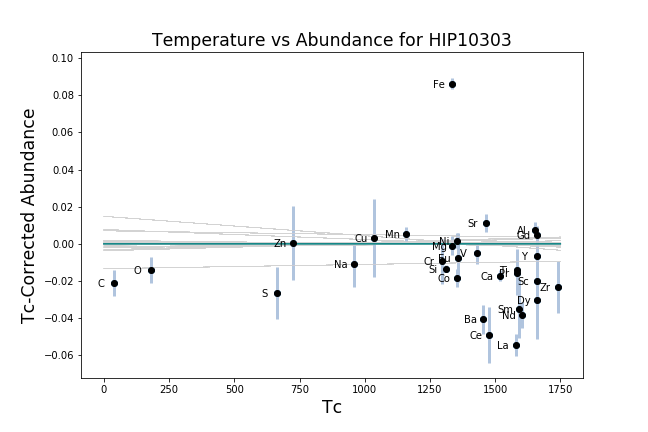 Temperature vs Abundance for HIP10303
Tc-Corrected Abundance
0.10
0.08
0.06
0.04
0.02
0.00
−0.02
−0.04
−0.06
Fe
Sr
Al
Gd
Mn
Cu
Ni
Zn
Mg
V
Eu
Y
Cr
Na
Si
O
Ti
Pr
Ca
Co
Sc
C
Zr
S
Dy
Sm
Nd
Ba
Ce
La
0
250
500
750
1000
1250
1500
1750
Tc